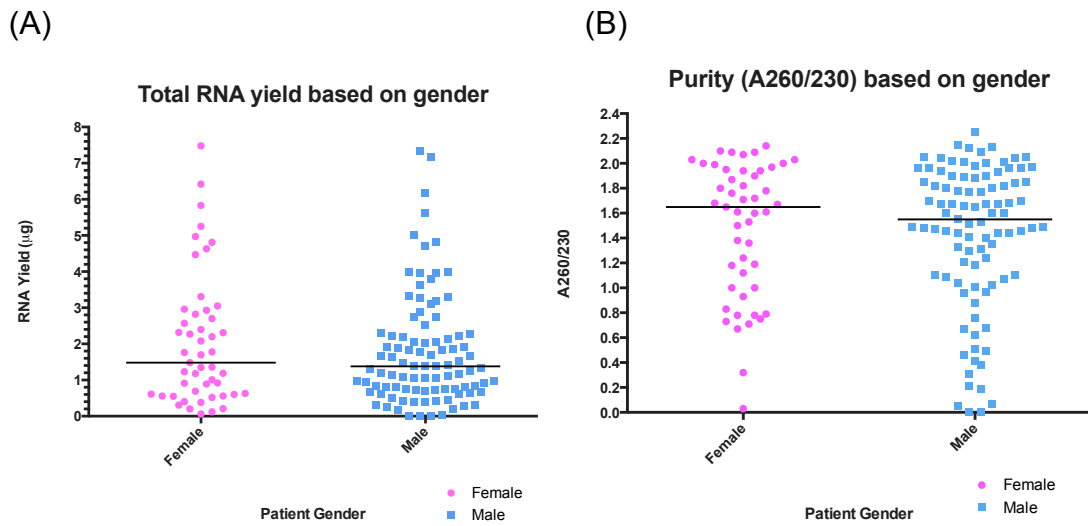 (A)
Total RNA yield based on gender
RNA Yield (µg)
8
7
6
5
4
3
2
1
0
Female
Male
Patient Gender
Female
Male
(B)
Purity (A260/230) based on gender
A260/230
2.4
2.2
2.0
1.8
1.6
1.4
1.2
1.0
0.8
0.6
0.4
0.2
0.0
Female
Male
Patient Gender
Female
Male